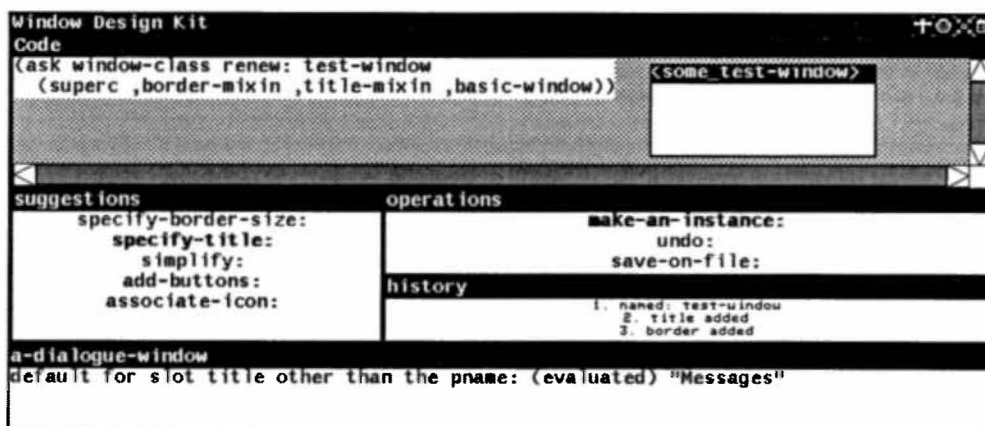 Window Design Kit
Code
(ask window-class renew: test-window
(superc ,border-mixin ,title-mixin ,basic-window))
<some_test-window>
suggestions
specify-border-size:
specify-title:
simplify:
add-buttons:
associate-icon:
operations
make-an-instance:
undo:
save-on-file:
history
1. named: test-window
2. title added
3. border added
a-dialogue-window
default for slot title other than the pname: (evaluated) "Messages"